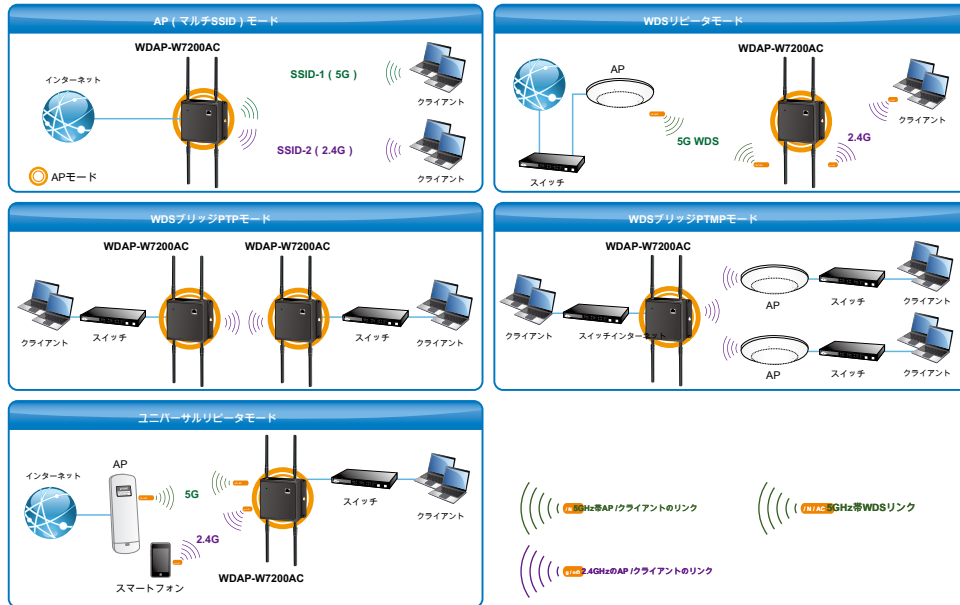 AP ( マルチSSID ) モード
WDAP-W7200AC
インターネット
SSID-1 ( 5G )
クライアント
SSID-2 ( 2.4G )
クライアント
APモード
WDSリピータモード
AP
WDAP-W7200AC
クライアント
5G WDS
2.4G
スイッチ
WDSブリッジPTPモード
WDAP-W7200AC
WDAP-W7200AC
クライアント
スイッチ
スイッチ
クライアント
WDSブリッジPTMPモード
WDAP-W7200AC
クライアント
スイッチインターネット
AP
スイッチ
クライアント
AP
スイッチ
クライアント
ユニバーサルリピータモード
インターネット
AP
5G
2.4G
スマートフォン
WDAP-W7200AC
スイッチ
クライアント
5GHz帯AP /クライアントのリンク
/ N / AC 5GHz帯WDSリンク
2.4GHzのAP /クライアントのリンク